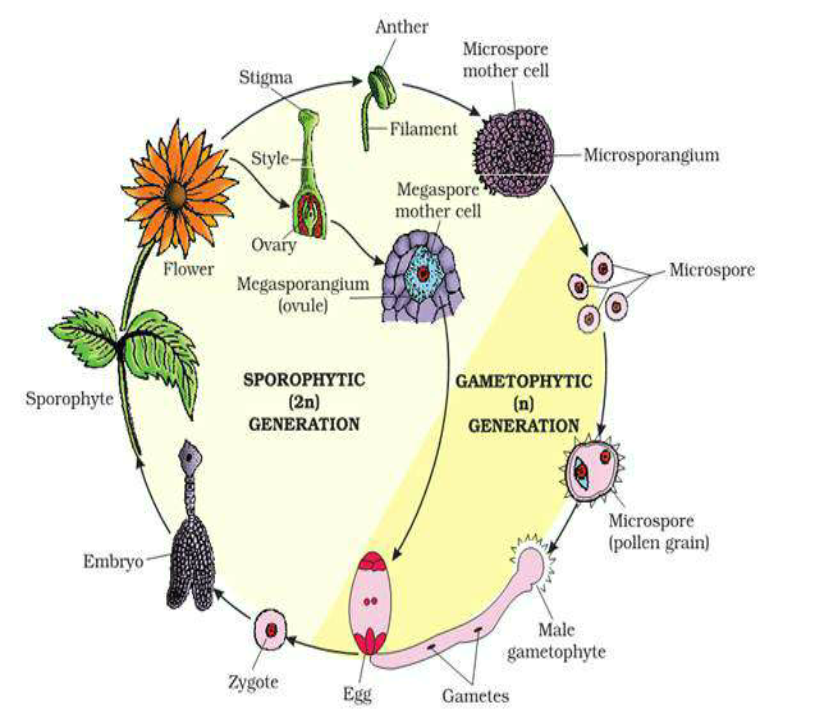 Anther
Microspore
mother cell
Stigma
Filament
Style
Microsporangium
Megaspore
mother cell
Ovary
Flower
Microspore
Megasporangium
(ovule)
SPOROPHYTIC
(2n)
GENERATION
GAMETOPHYTIC
(n)
GENERATION
Sporophyte
Microspore
(pollen grain)
Embryo
Male
gametophyte
Zygote
Egg
Gametes